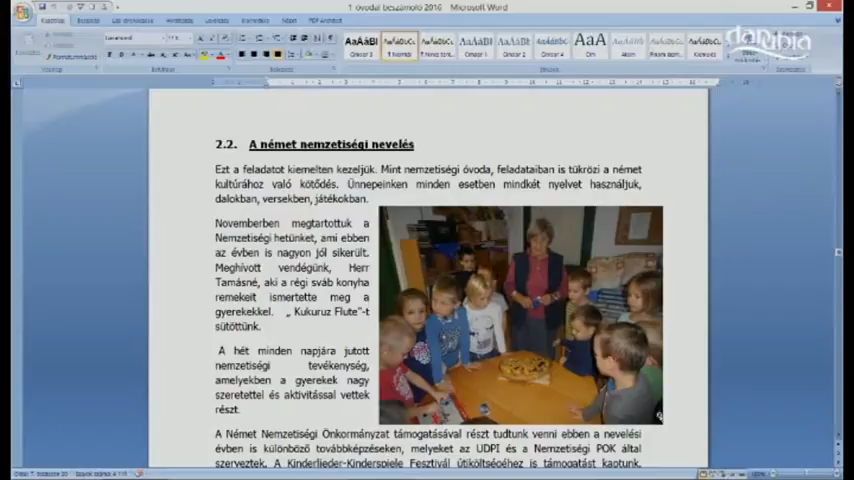 1 óvodai beszámoló 2016 - Microsoft Word
danubia
2.2. A német nemzetiségi nevelés
Ezt a feladatot kiemelten kezeljük. Mint nemzetiségi óvoda, feladataiban is tükrözi a német
kultúrához való kötődés. Ünnepeinken minden esetben mindkét nyelvet használjuk,
dalokban, versekben, játékokban.
Novemberben megtartottuk a
Nemzetiségi hetünket, ami ebben
az évben is nagyon jól sikerült.
Meghívott vendégünk, Herr
Tamásné, aki a régi sváb konyha
remekeit ismertette meg a
gyerekekkel. „ Kukuruz Flute"-t
sütöttünk.
A hét minden napjára jutott
nemzetiségi tevékenység,
amelyekben a gyerekek nagy
szeretettel és aktivitással vettek
részt.
A Német Nemzetiségi Önkormányzat támogatásával részt tudtunk venni ebben a nevelési
évben is különböző továbbképzéseken, melyeket az UDPI és a Nemzetiségi POK által
szerveztek. A Kinderlieder-Kinderspiele Fesztivál útiköltségéhez is támogatást kaptunk.